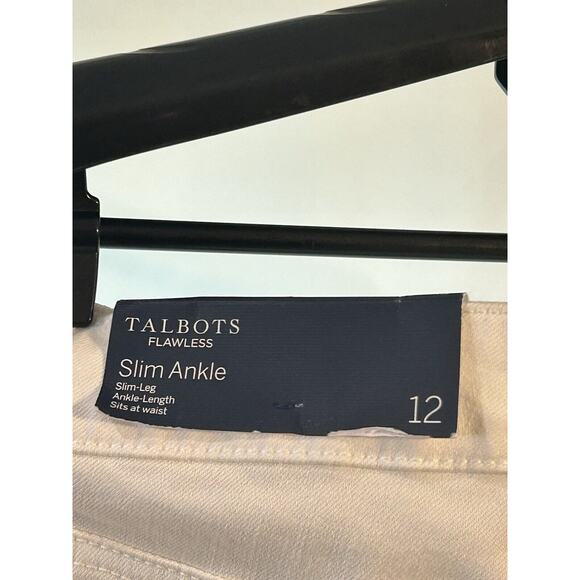 TALBOTS
FLAWLESS
Slim Ankle
Slim-Leg
Ankle-Length
Sits at waist
12